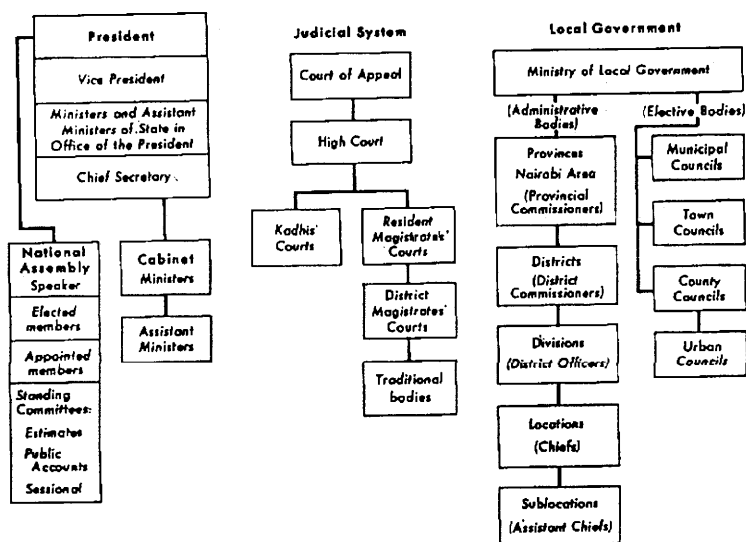 President
Vice President
Ministers and Assistant
Ministers of State in
Office of the President
Chief Secretary
National
Assembly
Speaker
Elected
members
Appointed
members
Standing
Committees:
Estimates
Public
Accounts
Sessional
Cabinet
Ministers
Assistant
Ministers
Judicial System
Court of Appeal
High Court
Kadhis'
Courts
Resident
Magistrates'
Courts
District
Magistrates'
Courts
Traditional
bodies
Local Government
Ministry of Local Government
(Administrative
Bodies)
Provinces
Nairobi Area
(Provincial
Commissioners)
Districts
(District
Commissioners)
Divisions
(District Officers)
Locations
(Chiefs)
Sublocations
(Assistant Chiefs)
(Elective Bodies)
Municipal
Councils
Town
Councils
County
Councils
Urban
Councils